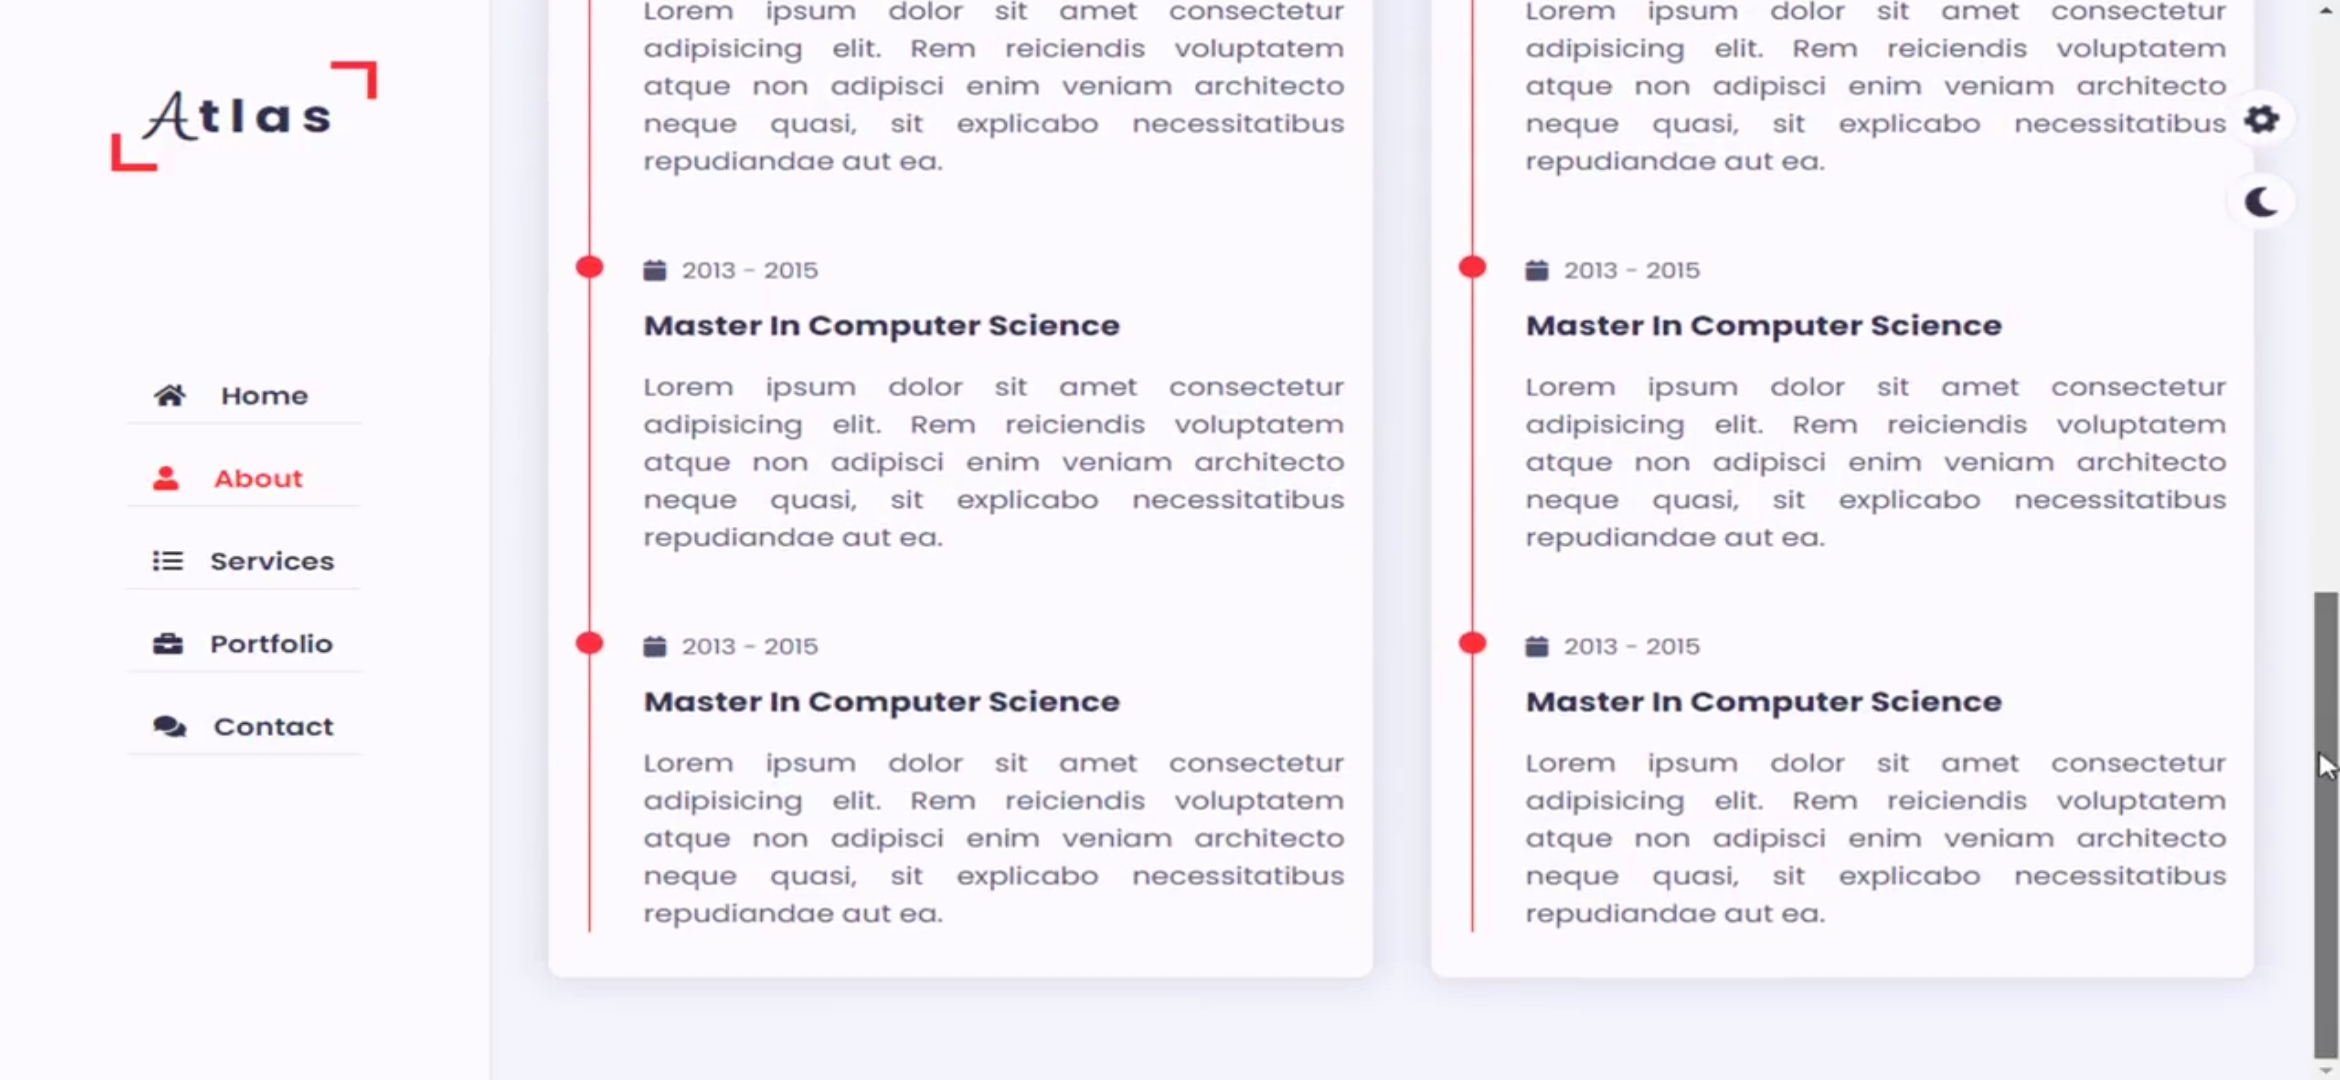 Atlas
Home
About
Services
Portfolio
Contact
Lorem ipsum dolor sit amet consectetur
adipisicing elit. Rem reiciendis voluptatem
atque non adipisci enim veniam architecto
neque quasi, sit explicabo necessitatibus
repudiandae aut ea.
2013 - 2015
Master In Computer Science
Lorem ipsum dolor sit amet consectetur
adipisicing elit. Rem reiciendis voluptatem
atque non adipisci enim veniam architecto
neque quasi, sit explicabo necessitatibus
repudiandae aut ea.
2013 - 2015
Master In Computer Science
Lorem ipsum dolor sit amet consectetur
adipisicing elit. Rem reiciendis voluptatem
atque non adipisci enim veniam architecto
neque quasi, sit explicabo necessitatibus
repudiandae aut ea.
Lorem ipsum dolor sit amet consectetur
adipisicing elit. Rem reiciendis voluptatem
atque non adipisci enim veniam architecto
neque quasi, sit explicabo necessitatibus
repudiandae aut ea.
2013 - 2015
Master In Computer Science
Lorem ipsum dolor sit amet consectetur
adipisicing elit. Rem reiciendis voluptatem
atque non adipisci enim veniam architecto
neque quasi, sit explicabo necessitatibus
repudiandae aut ea.
2013 - 2015
Master In Computer Science
Lorem ipsum dolor sit amet consectetur
adipisicing elit. Rem reiciendis voluptatem
atque non adipisci enim veniam architecto
neque quasi, sit explicabo necessitatibus
repudiandae aut ea.